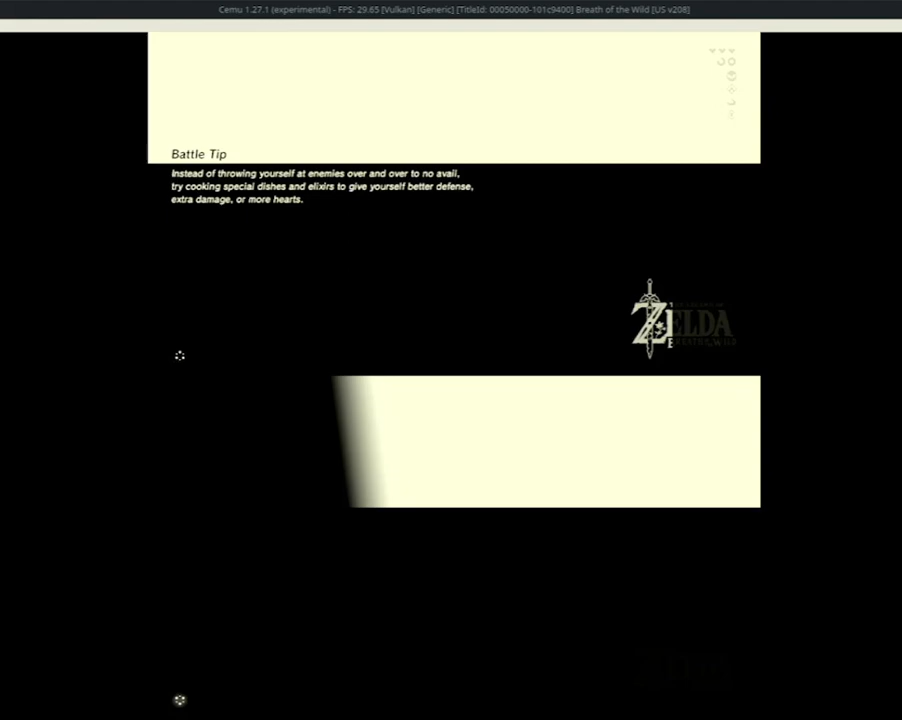 Cemu 1.27.1 (experimental) - FPS: 29.65 [Vulkan] [Generic] [TitleId: 00050000-101c9400] Breath of the Wild [US v208]
Battle Tip
Instead of throwing yourself at enemies over and over to no avail,
try cooking special dishes and elixirs to give yourself better defense,
extra damage, or more hearts.
ZELDA